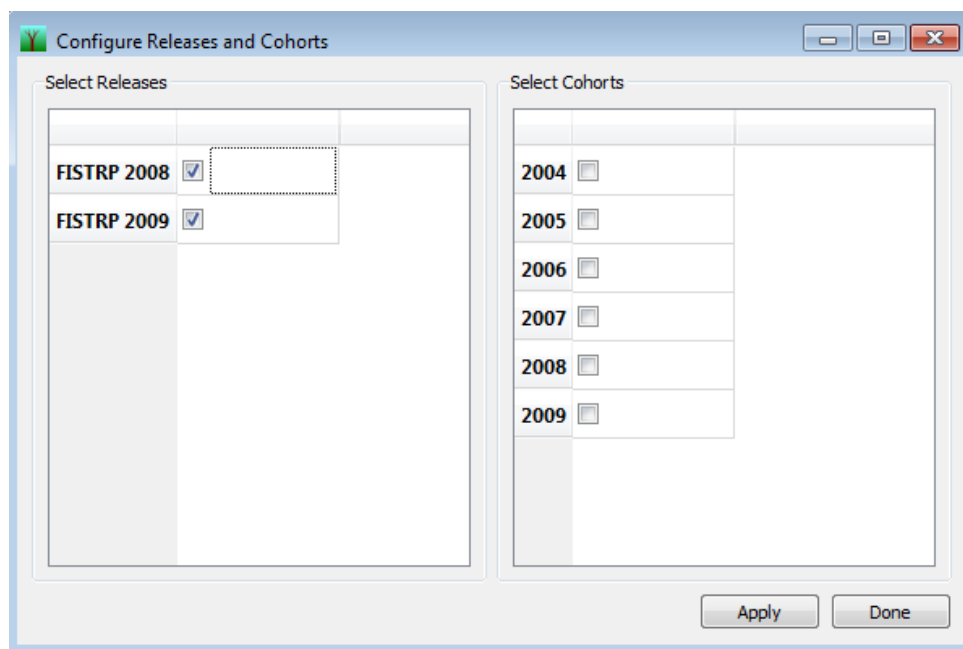 Configure Releases and Cohorts
Select Releases
FISTRP 2008
FISTRP 2009
Select Cohorts
2004
2005
2006
2007
2008
2009
Apply
Done